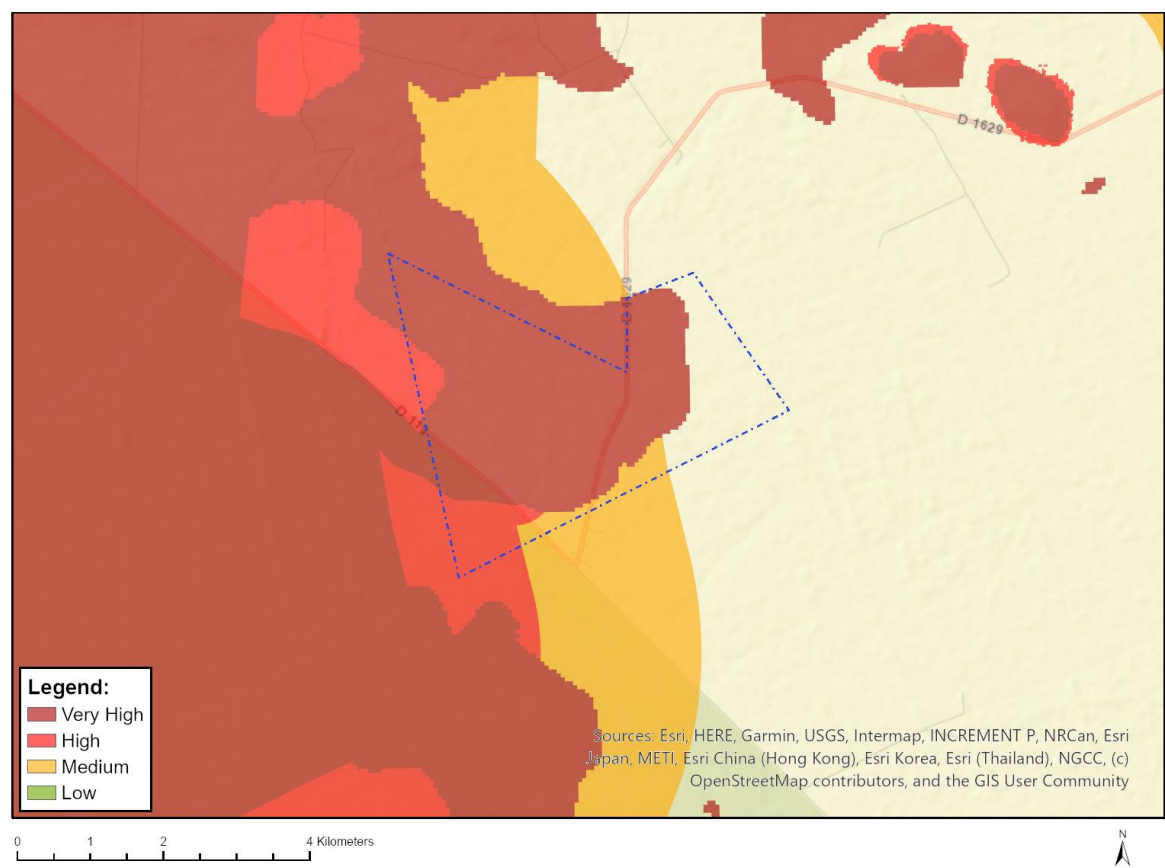 D 1629
Legend:
Very High
High
Medium
Low
Sources: Esri, HERE, Garmin, USGS, Intermap, INCREMENT P, NRCan, Esri
Japan, METI, Esri China (Hong Kong), Esri Korea, Esri (Thailand), NGCC, (c)
OpenStreetMap contributors, and the GIS User Community
0 1 2 4 Kilometers
N